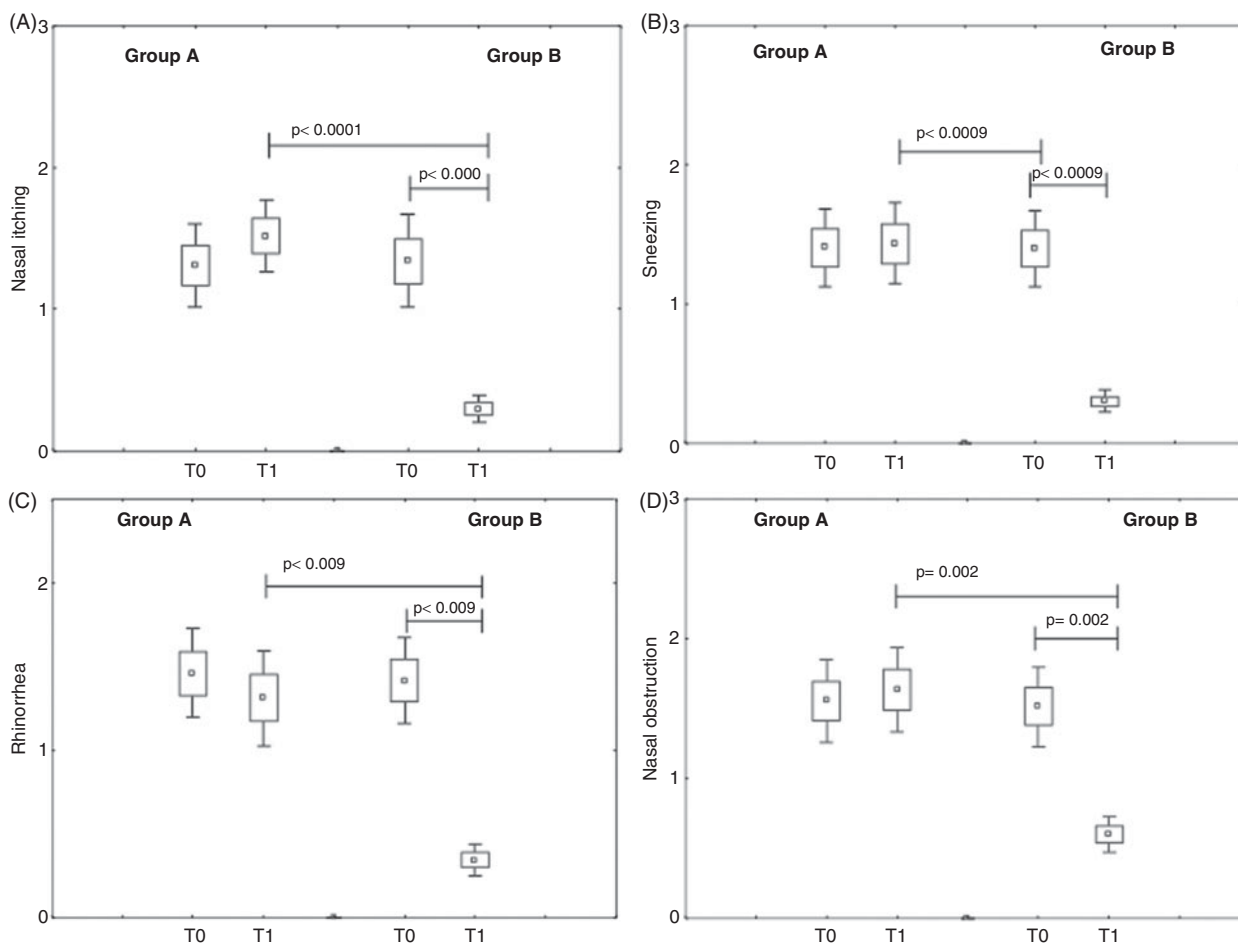 (A)
3
Group A
Group B
p< 0.0001
2
p< 0.000
Nasal itching
1
0
T0
T1
T0
T1
(B)
3
Group A
Group B
p< 0.0009
2
p< 0.0009
Sneezing
1
0
T0
T1
T0
T1
(C)
Group A
Group B
p< 0.009
2
p< 0.009
Rhinorrhea
1
0
T0
T1
T0
T1
(D)
3
Group A
Group B
p= 0.002
p= 0.002
2
Nasal obstruction
1
0
T0
T1
T0
T1